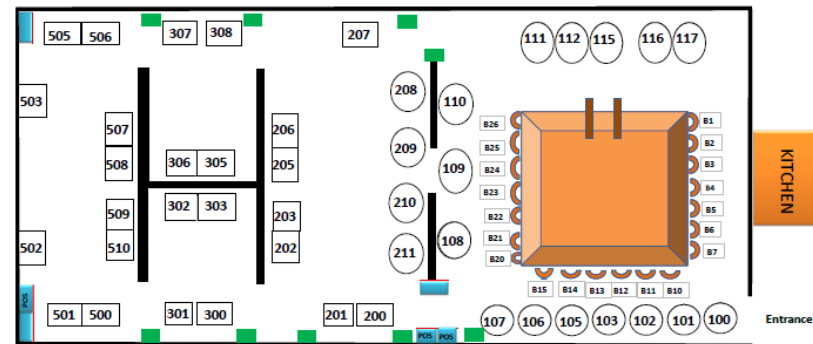 505 506
307 308
207
111 112 115 116 117
503
208
110
B26
B1
507
206
B25
B2
209
508
306 305
205
109
B24
B3
KITCHEN
B23
B4
302 303
210
B22
B5
509
203
B21
B6
502
510
202
211
108
B20
B7
POS
B15 B14 B13 B12 B11 B10
501 500
301 300
201 200
POS POS
107 106 105 103 102 101 100
Entrance